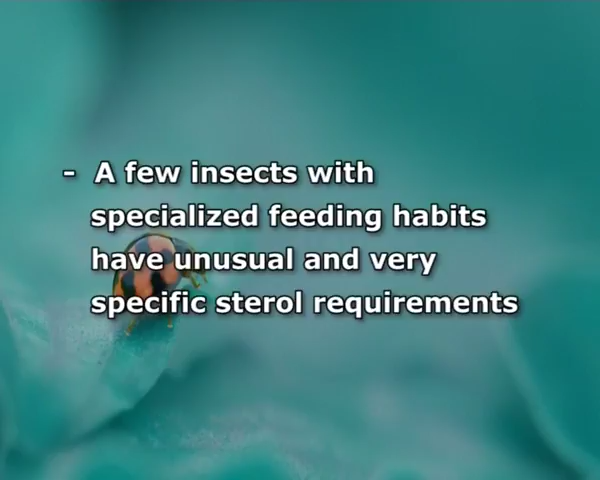 - A few insects with
specialized feeding habits
have unusual and very
specific sterol requirements